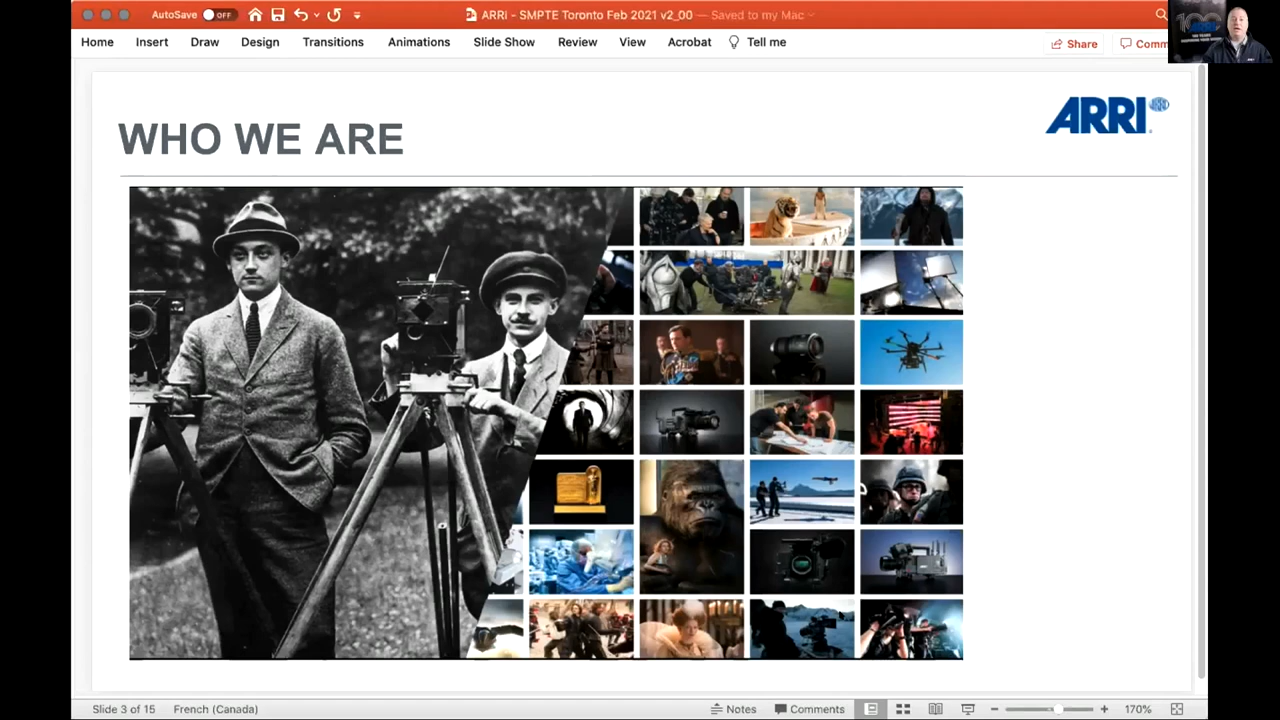 AutoSave OFF
ARRI - SMPTE Toronto Feb 2021 v2_00 — Saved to my Mac
Home Insert Draw Design Transitions Animations Slide Show Review View Acrobat Tell me
Share Comm
WHO WE ARE
ARRI
Slide 3 of 15 French (Canada)
Notes Comments 170%